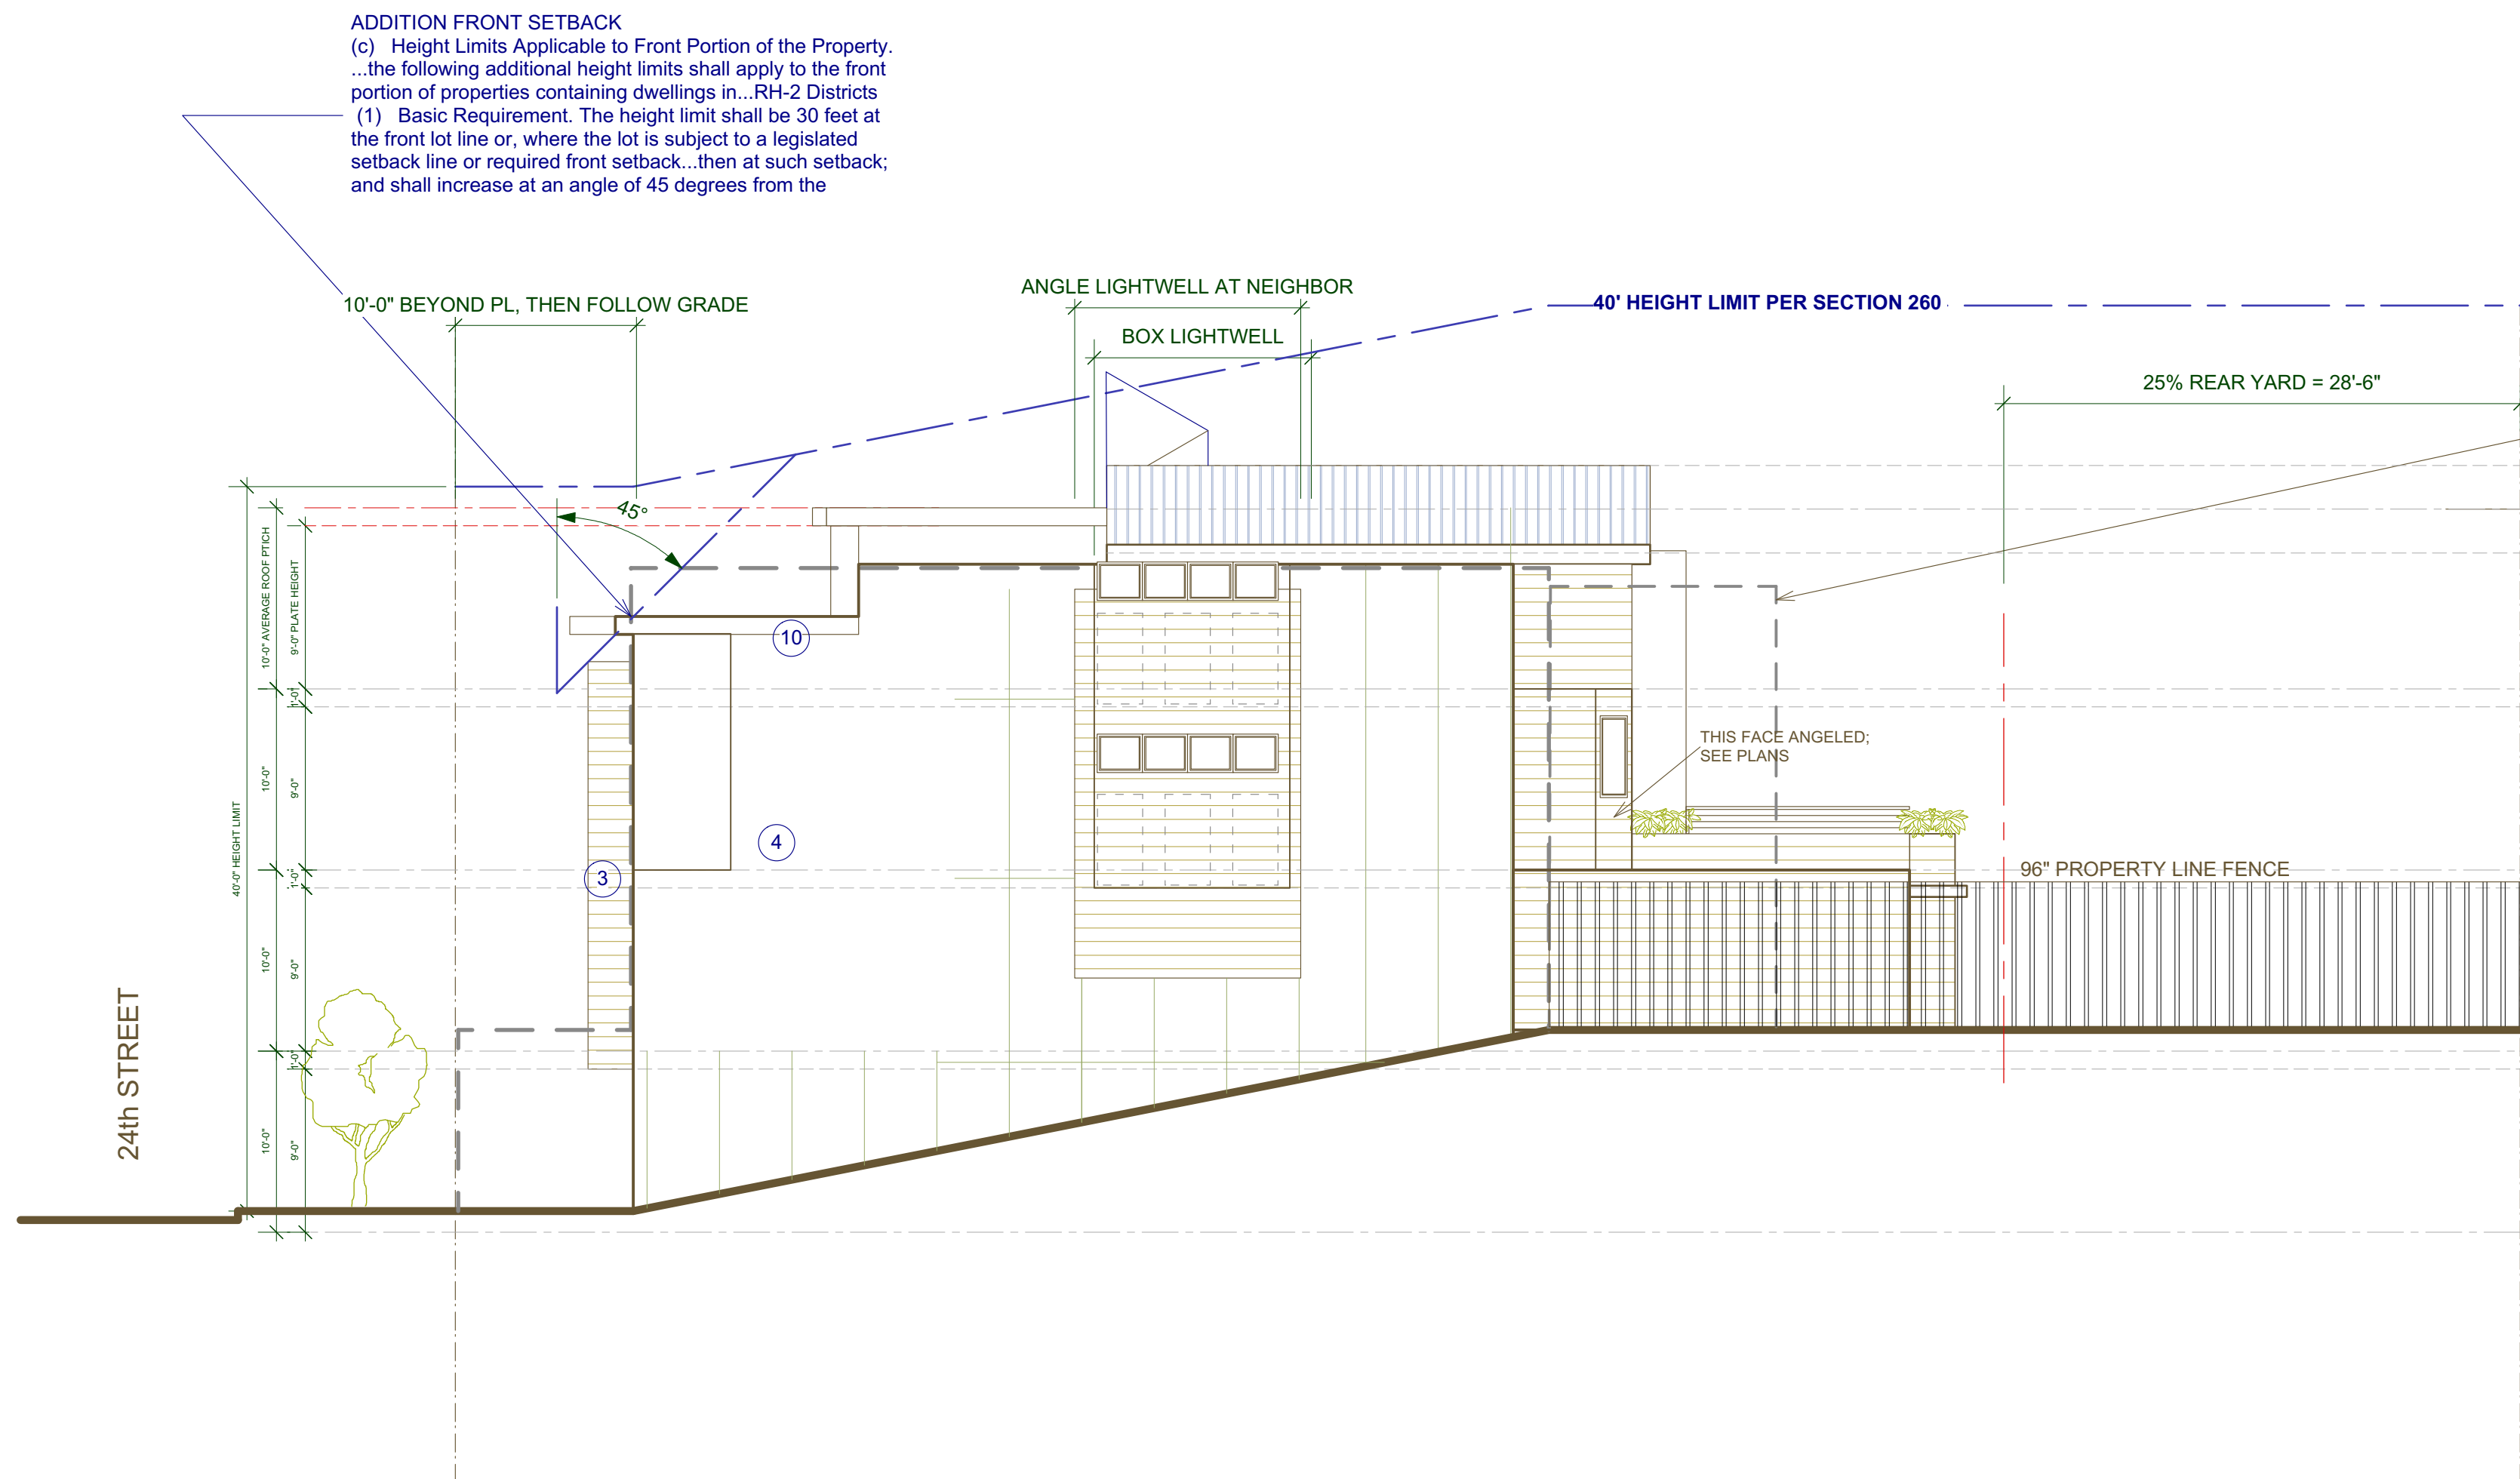 ADDITION FRONT SETBACK
(c) Height Limits Applicable to Front Portion of the Property.
...the following additional height limits shall apply to the front
portion of properties containing dwellings in...RH-2 Districts
(1) Basic Requirement. The height limit shall be 30 feet at
the front lot line or, where the lot is subject to a legislated
setback line or required front setback...then at such setback;
and shall increase at an angle of 45 degrees from the
ANGLE LIGHTWELL AT NEIGHBOR
10'-0" BEYOND PL, THEN FOLLOW GRADE
40' HEIGHT LIMIT PER SECTION 260
BOX LIGHTWELL
25% REAR YARD = 28'-6"
45°
10'-0" AVERAGE ROOF PTICH
9'-0" PLATE HEIGHT
10
1'-0"
THIS FACE ANGELED;
SEE PLANS
10'-0"
9'-0"
40'-0" HEIGHT LIMIT
4
3
96" PROPERTY LINE FENCE
1'-0"
10'-0"
9'-0"
24th STREET
1'-0"
10'-0"
9'-0"